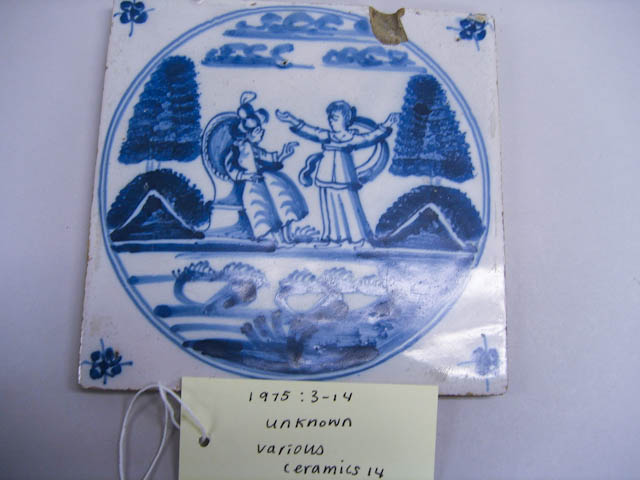 1975:3-14
unknown
various
ceramics 14